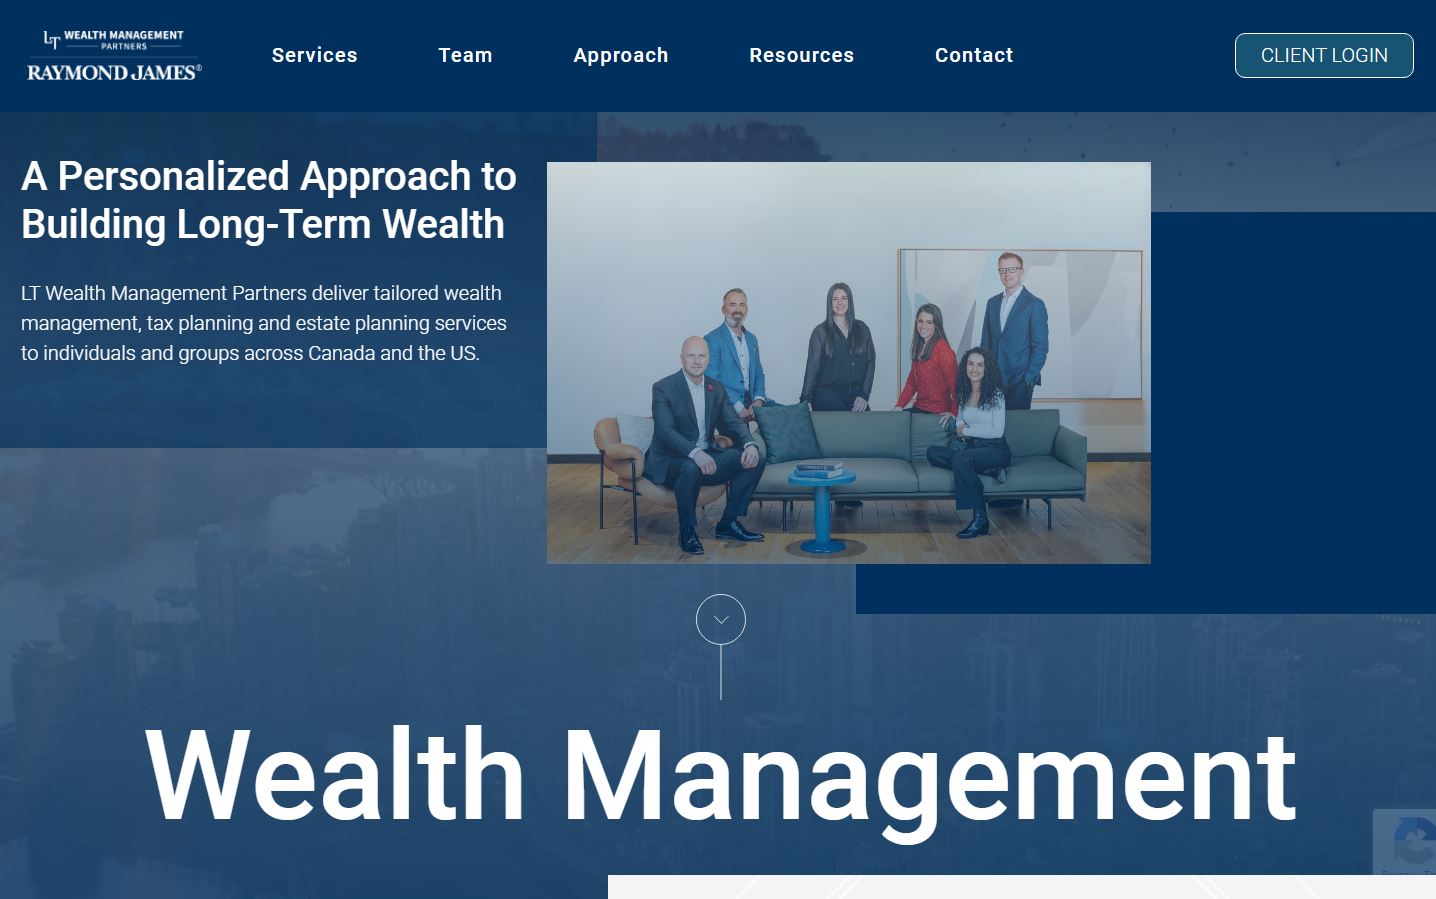 LT WEALTH MANAGEMENT
PARTNERS
RAYMOND JAMES®
Services
Team
Approach
Resources
Contact
CLIENT LOGIN
A Personalized Approach to
Building Long-Term Wealth
LT Wealth Management Partners deliver tailored wealth
management, tax planning and estate planning services
to individuals and groups across Canada and the US.
Wealth Management